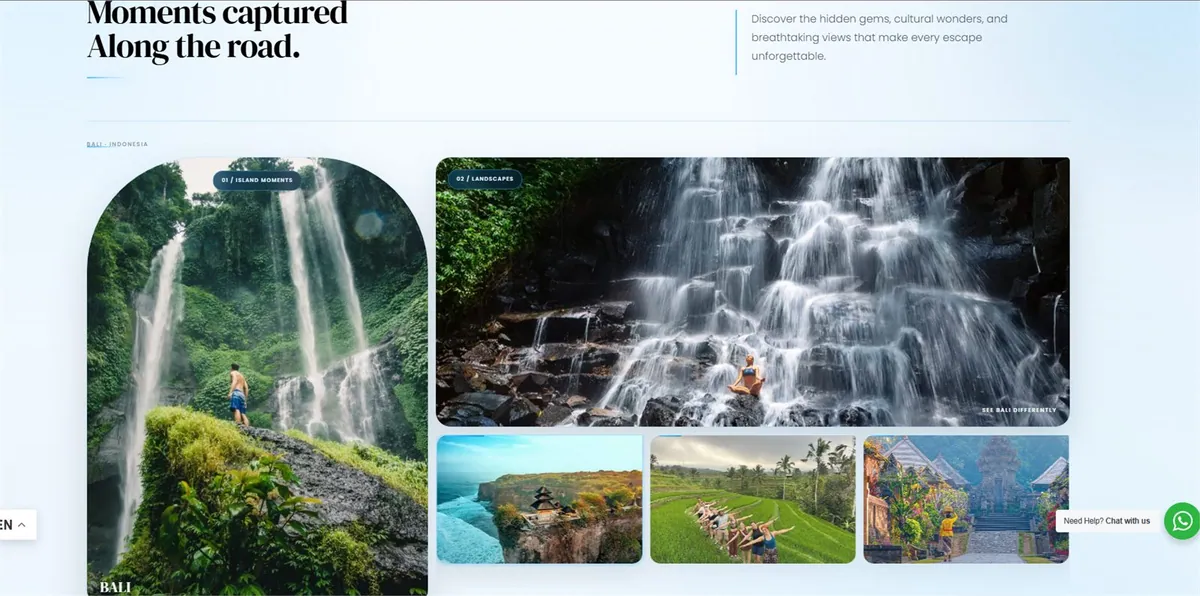 Moments captured
Along the road.
Discover the hidden gems, cultural wonders, and
breathtaking views that make every escape
unforgettable.
BALI · INDONESIA
01 / ISLAND MOMENTS
02 / LANDSCAPES
SEE BALI DIFFERENTLY
EN
Need Help? Chat with us
BALI